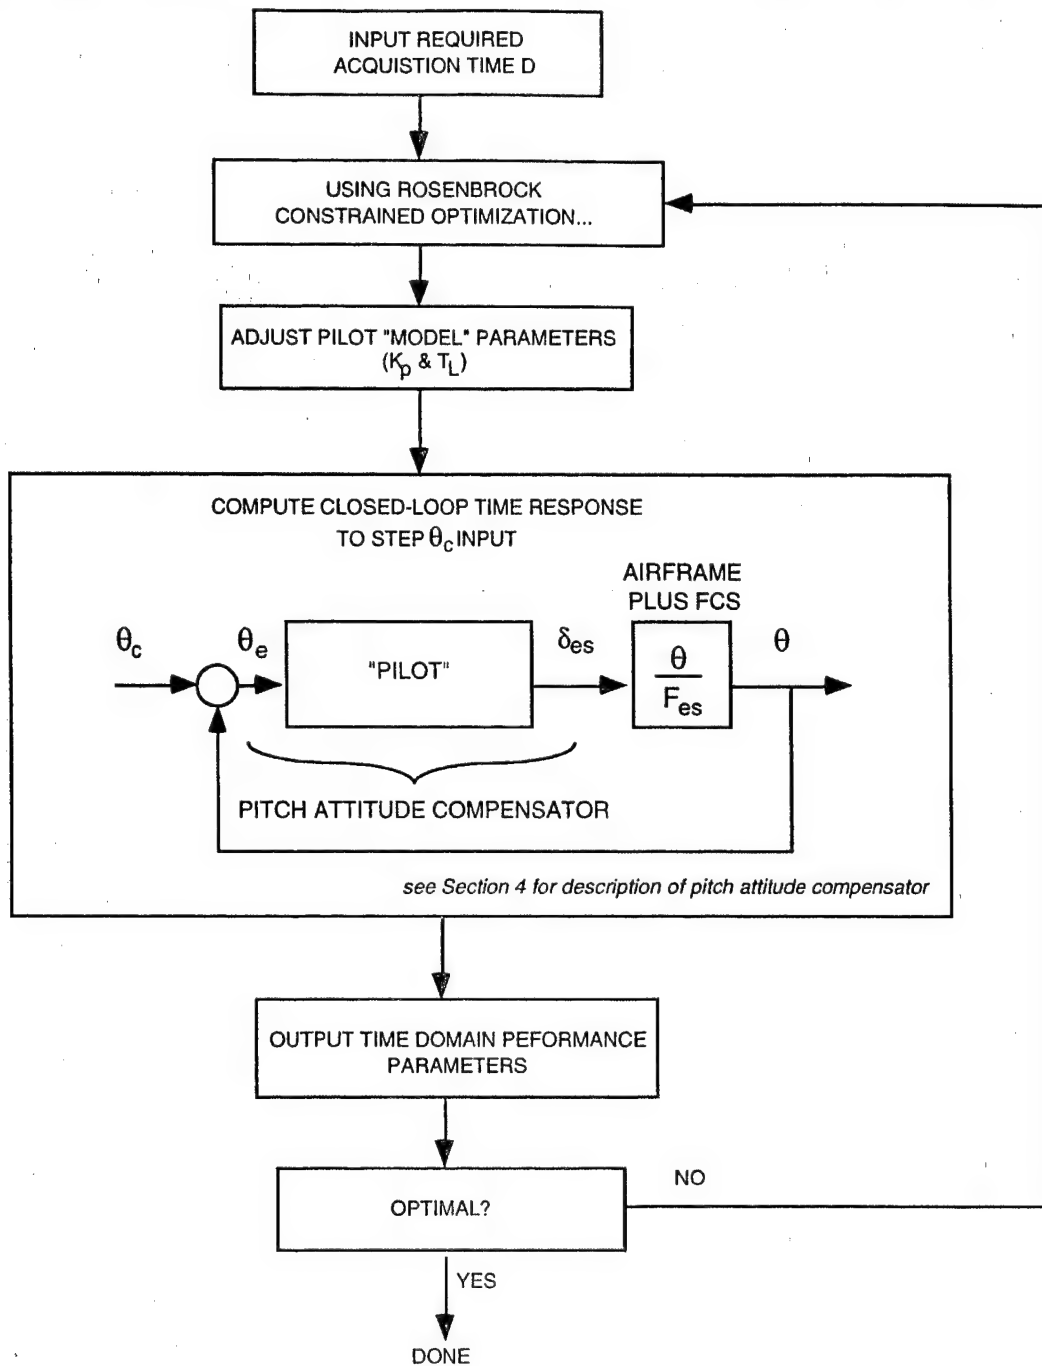 INPUT REQUIRED
ACQUISTION TIME D
USING ROSENBROCK
CONSTRAINED OPTIMIZATION...
ADJUST PILOT "MODEL" PARAMETERS
(Kp & TL)
COMPUTE CLOSED-LOOP TIME RESPONSE
TO STEP θc INPUT
AIRFRAME
PLUS FCS
θc
θe
"PILOT"
δes
θ
Fes
θ
PITCH ATTITUDE COMPENSATOR
see Section 4 for description of pitch attitude compensator
OUTPUT TIME DOMAIN PEFORMANCE
PARAMETERS
OPTIMAL?
NO
YES
DONE